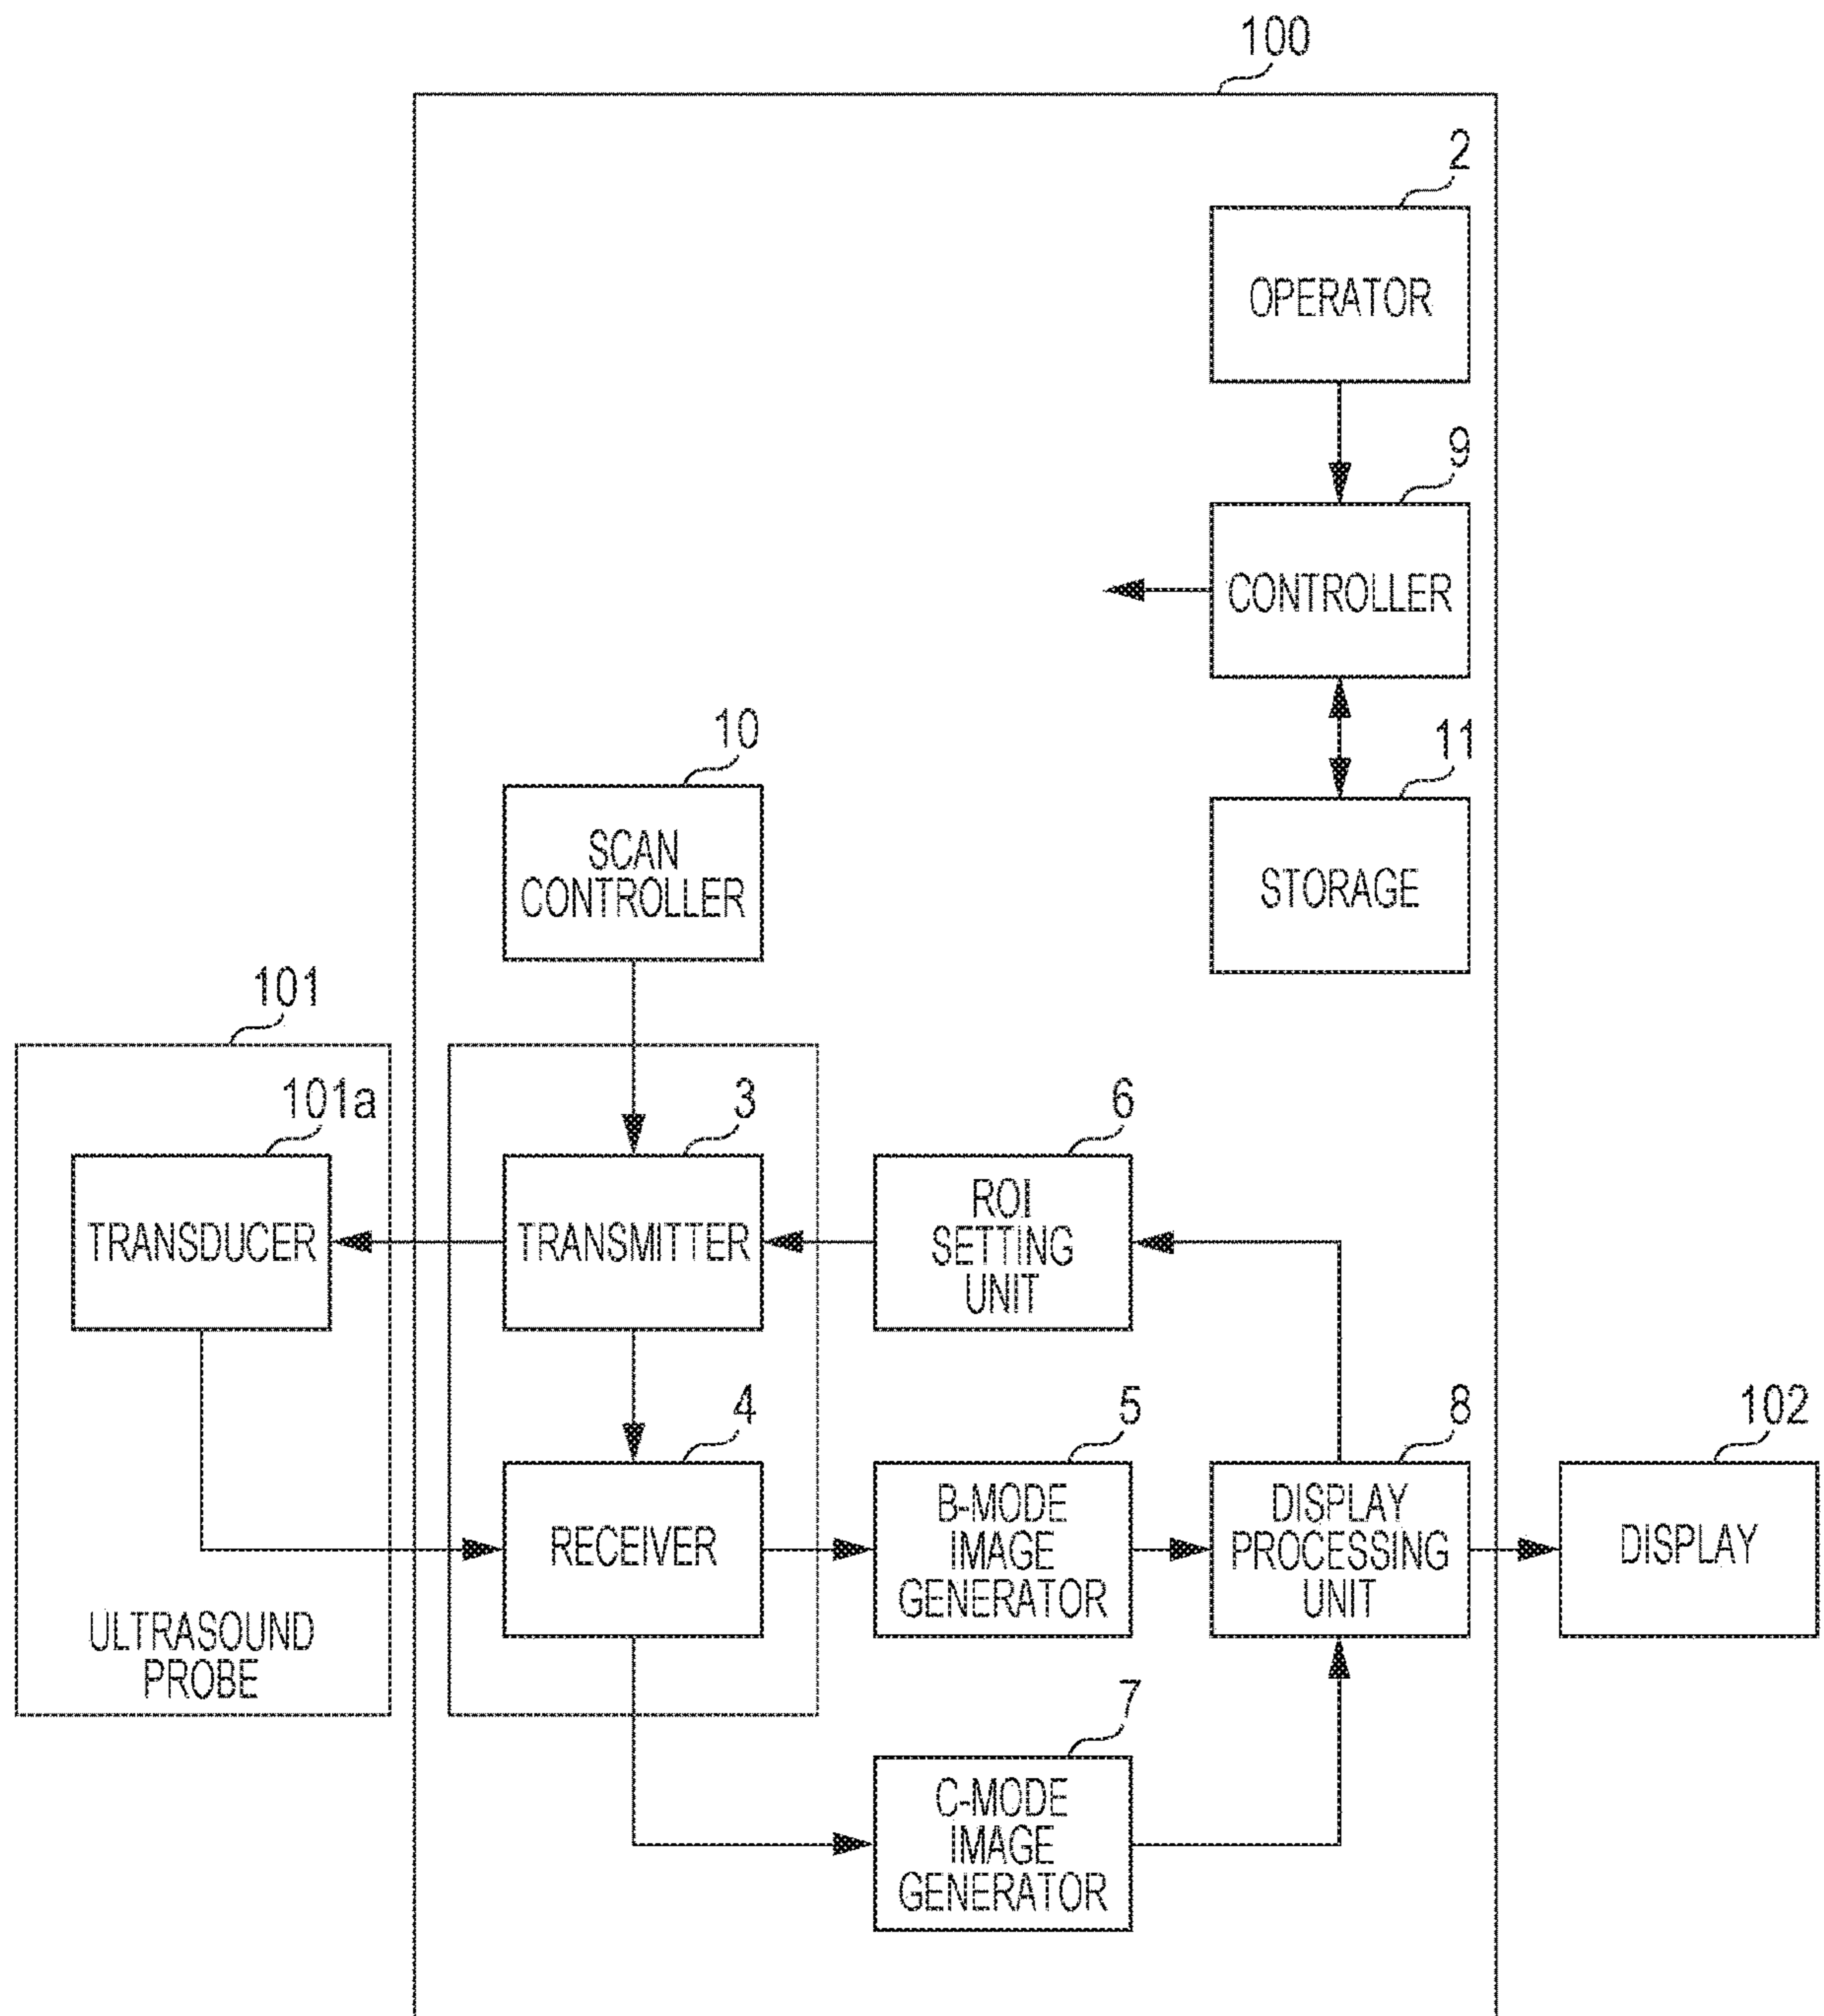 100
2
OPERATOR
9
CONTROLLER
10
11
SCAN
CONTROLLER
STORAGE
101
101a
3
6
TRANSDUCER
TRANSMITTER
ROI
SETTING
UNIT
4
5
8
102
RECEIVER
B-MODE
IMAGE
GENERATOR
DISPLAY
PROCESSING
UNIT
DISPLAY
ULTRASOUND
PROBE
7
C-MODE
IMAGE
GENERATOR